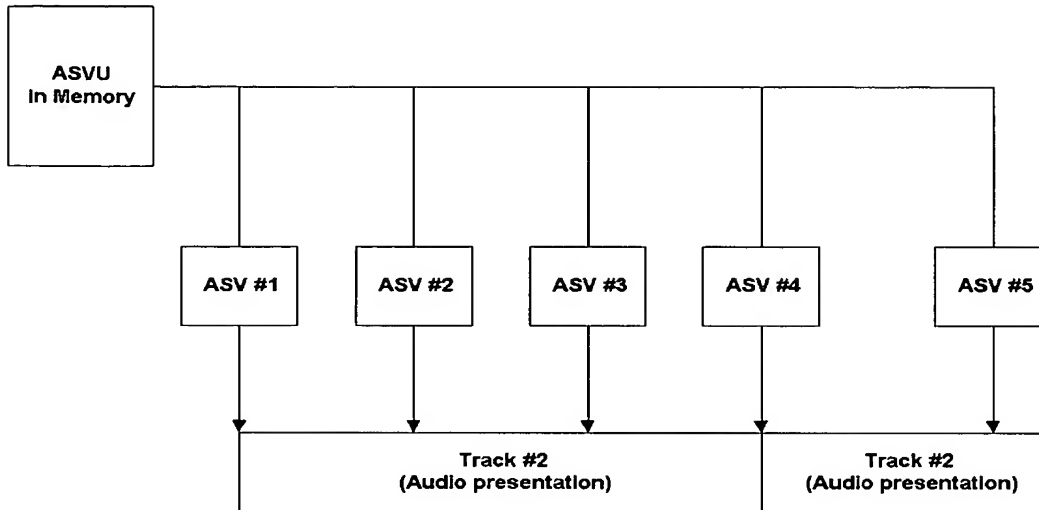 ASVU
In Memory
ASV #1
ASV #2
ASV #3
ASV #4
ASV #5
Track #2
(Audio presentation)
Track #2
(Audio presentation)